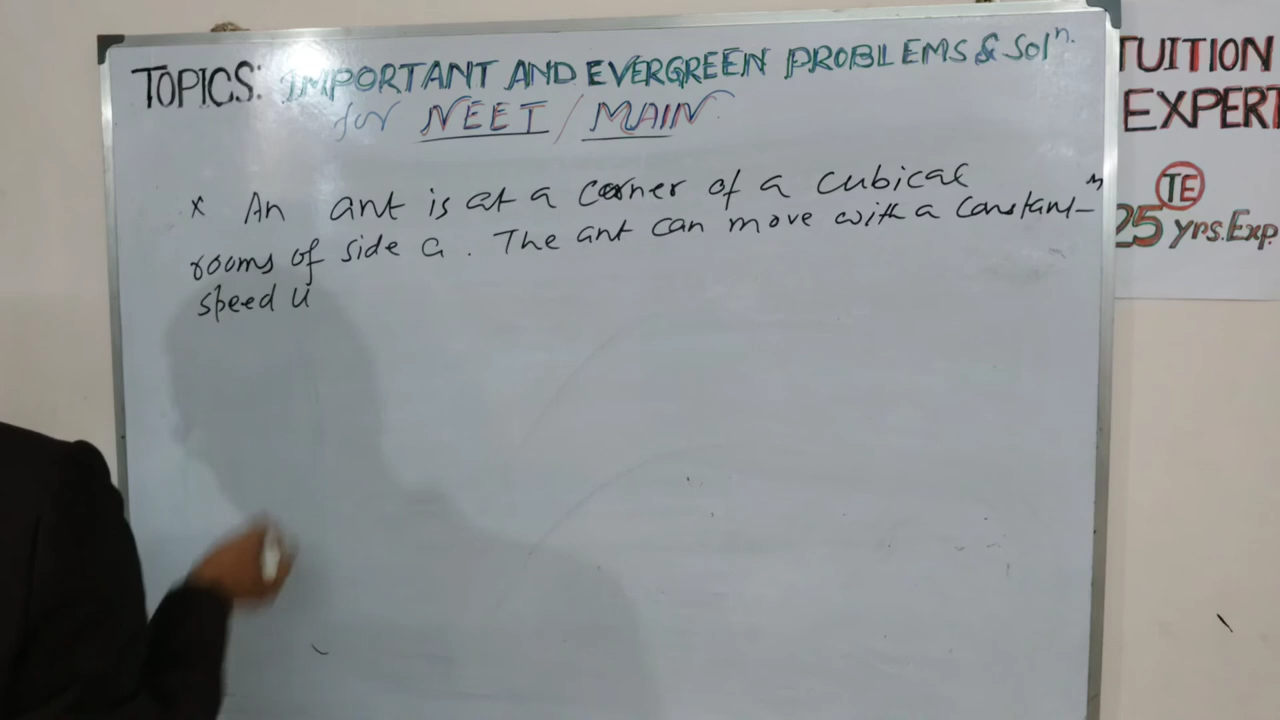 TOPICS: IMPORTANT AND EVERGREEN PROBLEMS & Solⁿ.
for NEET / MAIN
* An ant is at a corner of a cubical
rooms of side a. The ant can move with a constant
speed u
TUITION
EXPERT
TE
25 yrs. Exp.